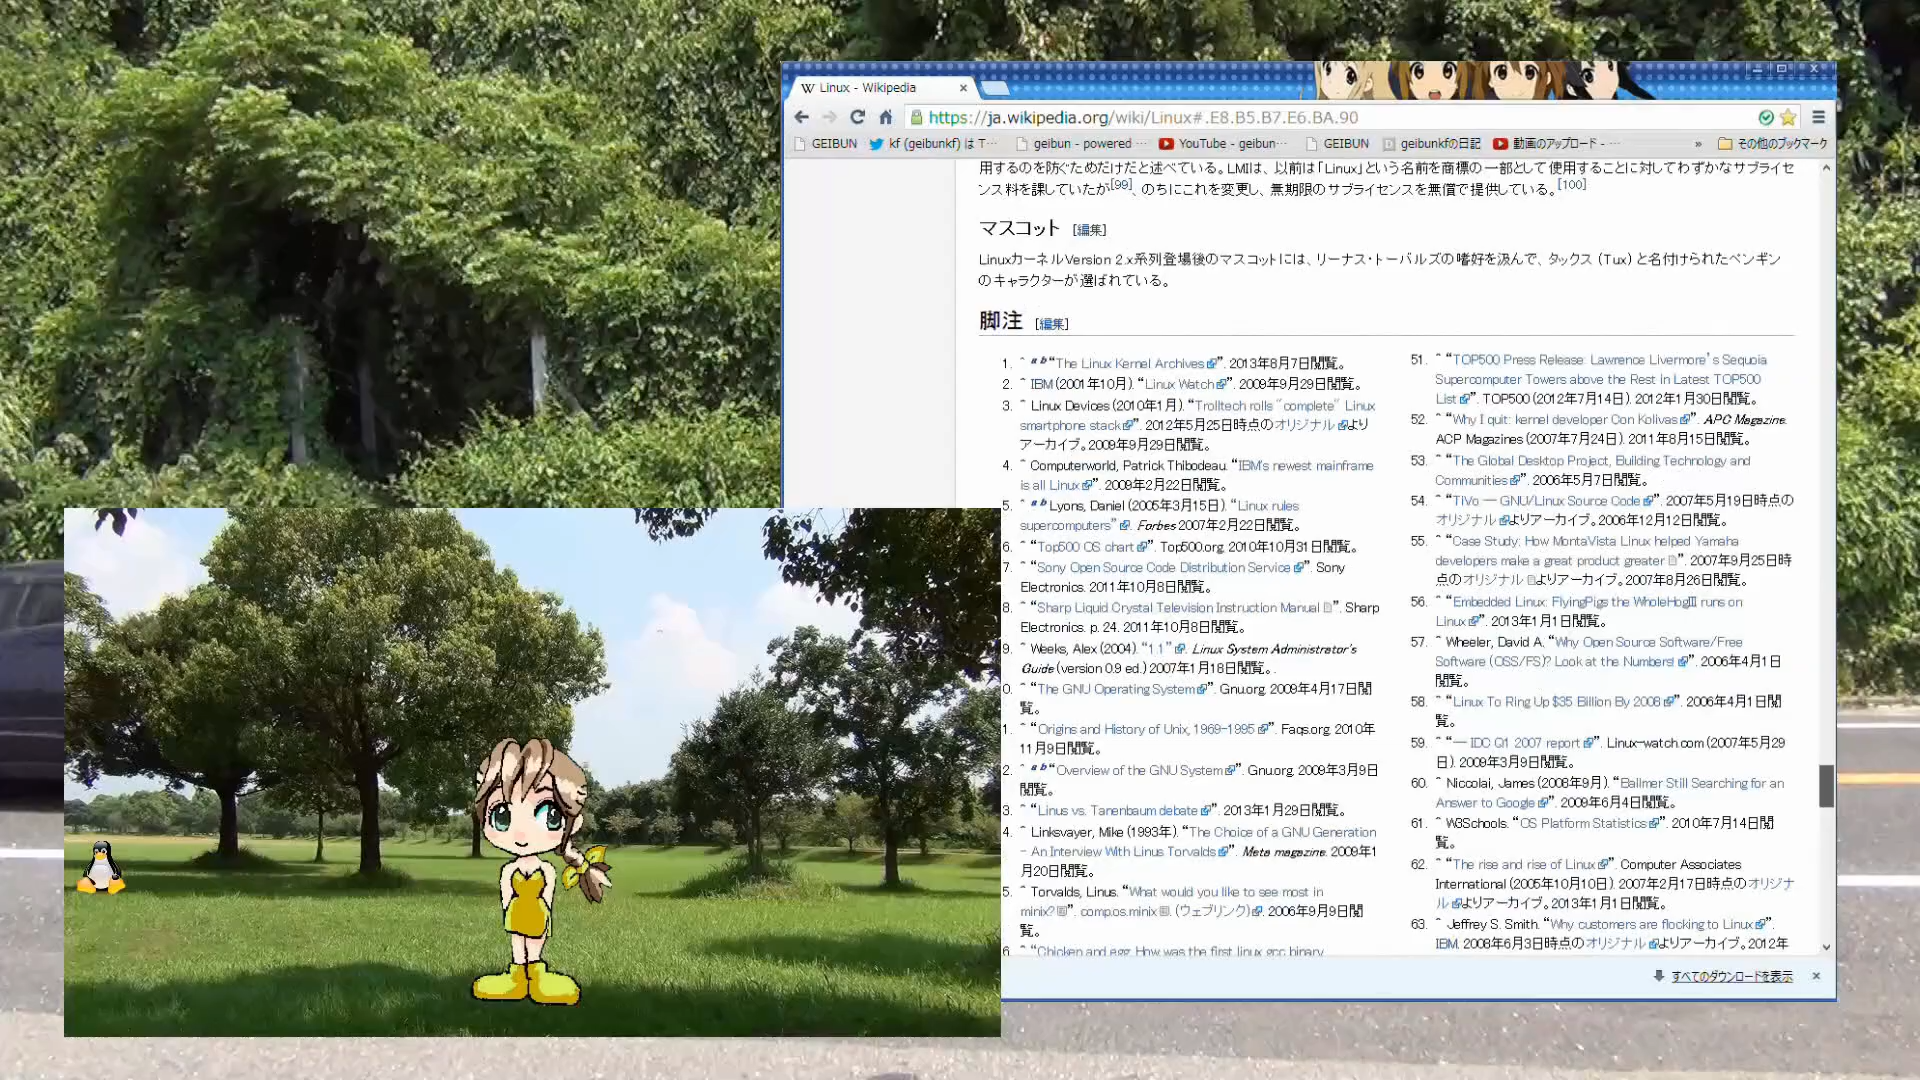 Linux - Wikipedia
https://ja.wikipedia.org/wiki/Linux#.E8.B5.B7.E6.BA.90
GEIBUN kf (geibunkf) は T… geibun - powered … YouTube - geibun… GEIBUN geibunkfの日記 動画のアップロード - … » その他のブックマーク
用するのを防ぐためだけだと述べている。LMIは、以前は「Linux」という名前を商標の一部として使用することに対してわずかなサブライセ
ンス料を課していたが[99]、のちにこれを変更し、無期限のサブライセンスを無償で提供している。[100]
マスコット [編集]
LinuxカーネルVersion 2.x系列登場後のマスコットには、リーナス・トーバルズの嗜好を汲んで、タックス (Tux) と名付けられたペンギン
のキャラクターが選ばれている。
脚注 [編集]
1. ^ a b “The Linux Kernel Archives”. 2013年8月7日閲覧。
2. ^ IBM (2001年10月). “Linux Watch”. 2009年9月29日閲覧。
3. ^ Linux Devices (2010年1月). “Trolltech rolls "complete" Linux
smartphone stack”. 2012年5月25日時点のオリジナルより
アーカイブ。2009年9月29日閲覧。
4. ^ Computerworld, Patrick Thibodeau. “IBM's newest mainframe
is all Linux”. 2009年2月22日閲覧。
5. ^ a b Lyons, Daniel (2005年3月15日). “Linux rules
supercomputers”. Forbes 2007年2月22日閲覧。
6. ^ “Top500 OS chart”. Top500.org. 2010年10月31日閲覧。
7. ^ “Sony Open Source Code Distribution Service”. Sony
Electronics. 2011年10月8日閲覧。
8. ^ “Sharp Liquid Crystal Television Instruction Manual”. Sharp
Electronics. p. 24. 2011年10月8日閲覧。
9. ^ Weeks, Alex (2004). “1.1”. Linux System Administrator's
Guide (version 0.9 ed.) 2007年1月18日閲覧。.
0. ^ “The GNU Operating System”. Gnu.org. 2009年4月17日閲
覧。
1. ^ “Origins and History of Unix, 1969-1995”. Faqs.org. 2010年
11月9日閲覧。
2. ^ a b “Overview of the GNU System”. Gnu.org. 2009年3月9日
閲覧。
3. ^ “Linus vs. Tanenbaum debate”. 2013年1月29日閲覧。
4. ^ Linksvayer, Mike (1993年). “The Choice of a GNU Generation
- An Interview With Linus Torvalds”. Meta magazine. 2009年1
月20日閲覧。
5. ^ Torvalds, Linus. “What would you like to see most in
minix?”. comp.os.minix. (ウェブリンク). 2006年9月9日閲
覧。
6. ^ “Chicken and egg: How was the first linux gcc binary
51. ^ “TOP500 Press Release: Lawrence Livermore's Sequoia
Supercomputer Towers above the Rest in Latest TOP500
List”. TOP500 (2012年7月14日). 2012年1月30日閲覧。
52. ^ “Why I quit: kernel developer Con Kolivas”. APC Magazine.
ACP Magazines (2007年7月24日). 2011年8月15日閲覧。
53. ^ “The Global Desktop Project, Building Technology and
Communities”. 2006年5月7日閲覧。
54. ^ “TiVo — GNU/Linux Source Code”. 2007年5月19日時点の
オリジナルよりアーカイブ。2006年12月12日閲覧。
55. ^ “Case Study: How MontaVista Linux helped Yamaha
developers make a great product greater”. 2007年9月25日時
点のオリジナルよりアーカイブ。2007年8月26日閲覧。
56. ^ “Embedded Linux: FlyingPigs the WholeHogIII runs on
Linux”. 2013年1月1日閲覧。
57. ^ Wheeler, David A. “Why Open Source Software/Free
Software (OSS/FS)? Look at the Numbers!”. 2006年4月1日
閲覧。
58. ^ “Linux To Ring Up $35 Billion By 2008”. 2006年4月1日閲
覧。
59. ^ “— IDC Q1 2007 report”. Linux-watch.com (2007年5月29
日). 2009年3月9日閲覧。
60. ^ Niccolai, James (2008年9月). “Ballmer Still Searching for an
Answer to Google”. 2009年6月4日閲覧。
61. ^ W3Schools. “OS Platform Statistics”. 2010年7月14日閲
覧。
62. ^ “The rise and rise of Linux”. Computer Associates
International (2005年10月10日). 2007年2月17日時点のオリジナ
ルよりアーカイブ。2013年1月1日閲覧。
63. ^ Jeffrey S. Smith. “Why customers are flocking to Linux”.
IBM. 2008年6月3日時点のオリジナルよりアーカイブ。2012年
すべてのダウンロードを表示